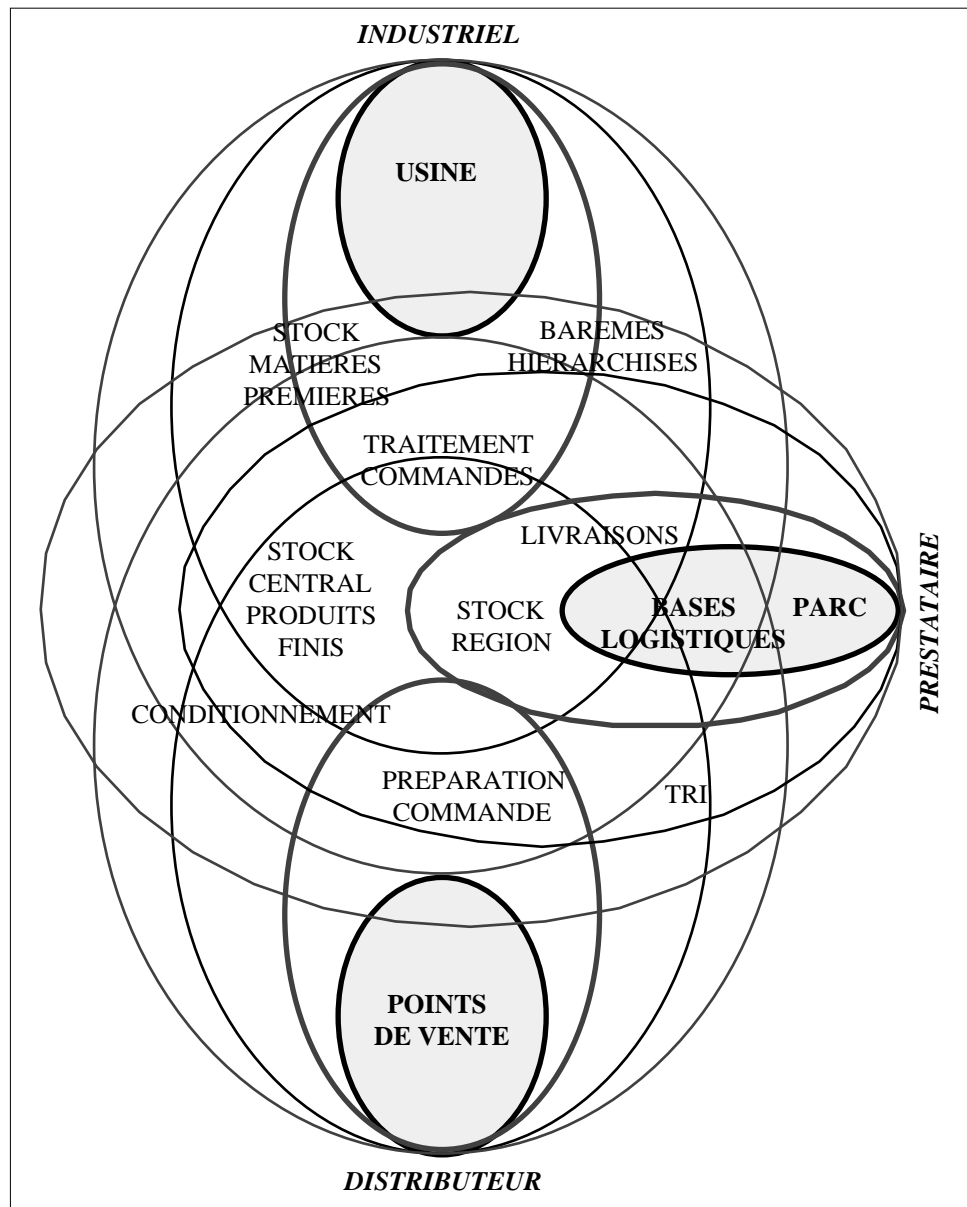 INDUSTRIEL
USINE
STOCK
MATIERES
PREMIERES
BAREMES
HIERARCHISES
TRAITEMENT
COMMANDES
LIVRAISONS
STOCK
CENTRAL
PRODUITS
FINIS
STOCK
REGION
BASES
LOGISTIQUES
PARC
PRESTATAIRE
CONDITIONNEMENT
PREPARATION
COMMANDE
TRI
POINTS
DE VENTE
DISTRIBUTEUR